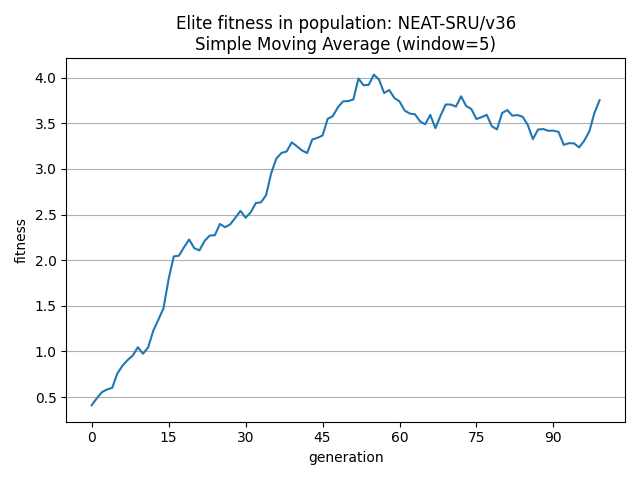 Elite fitness in population: NEAT-SRU/v36
Simple Moving Average (window=5)
fitness
4.0
3.5
3.0
2.5
2.0
1.5
1.0
0.5
0 15 30 45 60 75 90
generation